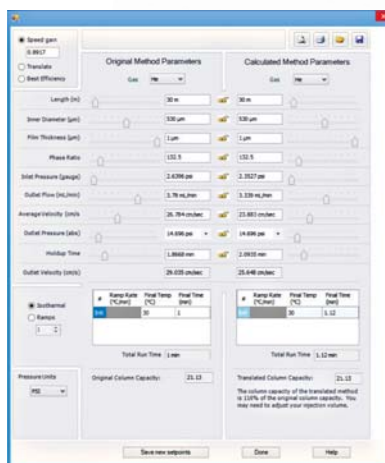 Speed gain
0.8917
Translate
Best Efficiency
Original Method Parameters
Calculated Method Parameters
Gas He
Gas He
Length (m) 30 m 30 m
Inner Diameter (µm) 530 µm 530 µm
Film Thickness (µm) 1 µm 1 µm
Phase Ratio 132.5 132.5
Inlet Pressure (gauge) 2.6396 psi 2.3527 psi
Outlet Flow (mL/min) 3.78 mL/min 3.339 mL/min
Average Velocity (cm/s 26.784 cm/sec 23.883 cm/sec
Outlet Pressure (abs) 14.696 psi 14.696 psi
Holdup Time 1.8668 min 2.0935 min
Outlet Velocity (cm/s) 29.035 cm/sec 25.648 cm/sec
Isothermal
Ramps
1
# Ramp Rate (°C/min) Final Temp (°C) Final Time (min)
Init 30 1
Total Run Time 1 min
# Ramp Rate (°C/min) Final Temp (°C) Final Time (min)
Init 30 1.12
Total Run Time 1.12 min
Pressure Units
PSI
Original Column Capacity: 21.13
Translated Column Capacity: 21.13
The column capacity of the translated method
is 110% of the original column capacity. You
may need to adjust your injection volume.
Save new setpoints
Done
Help